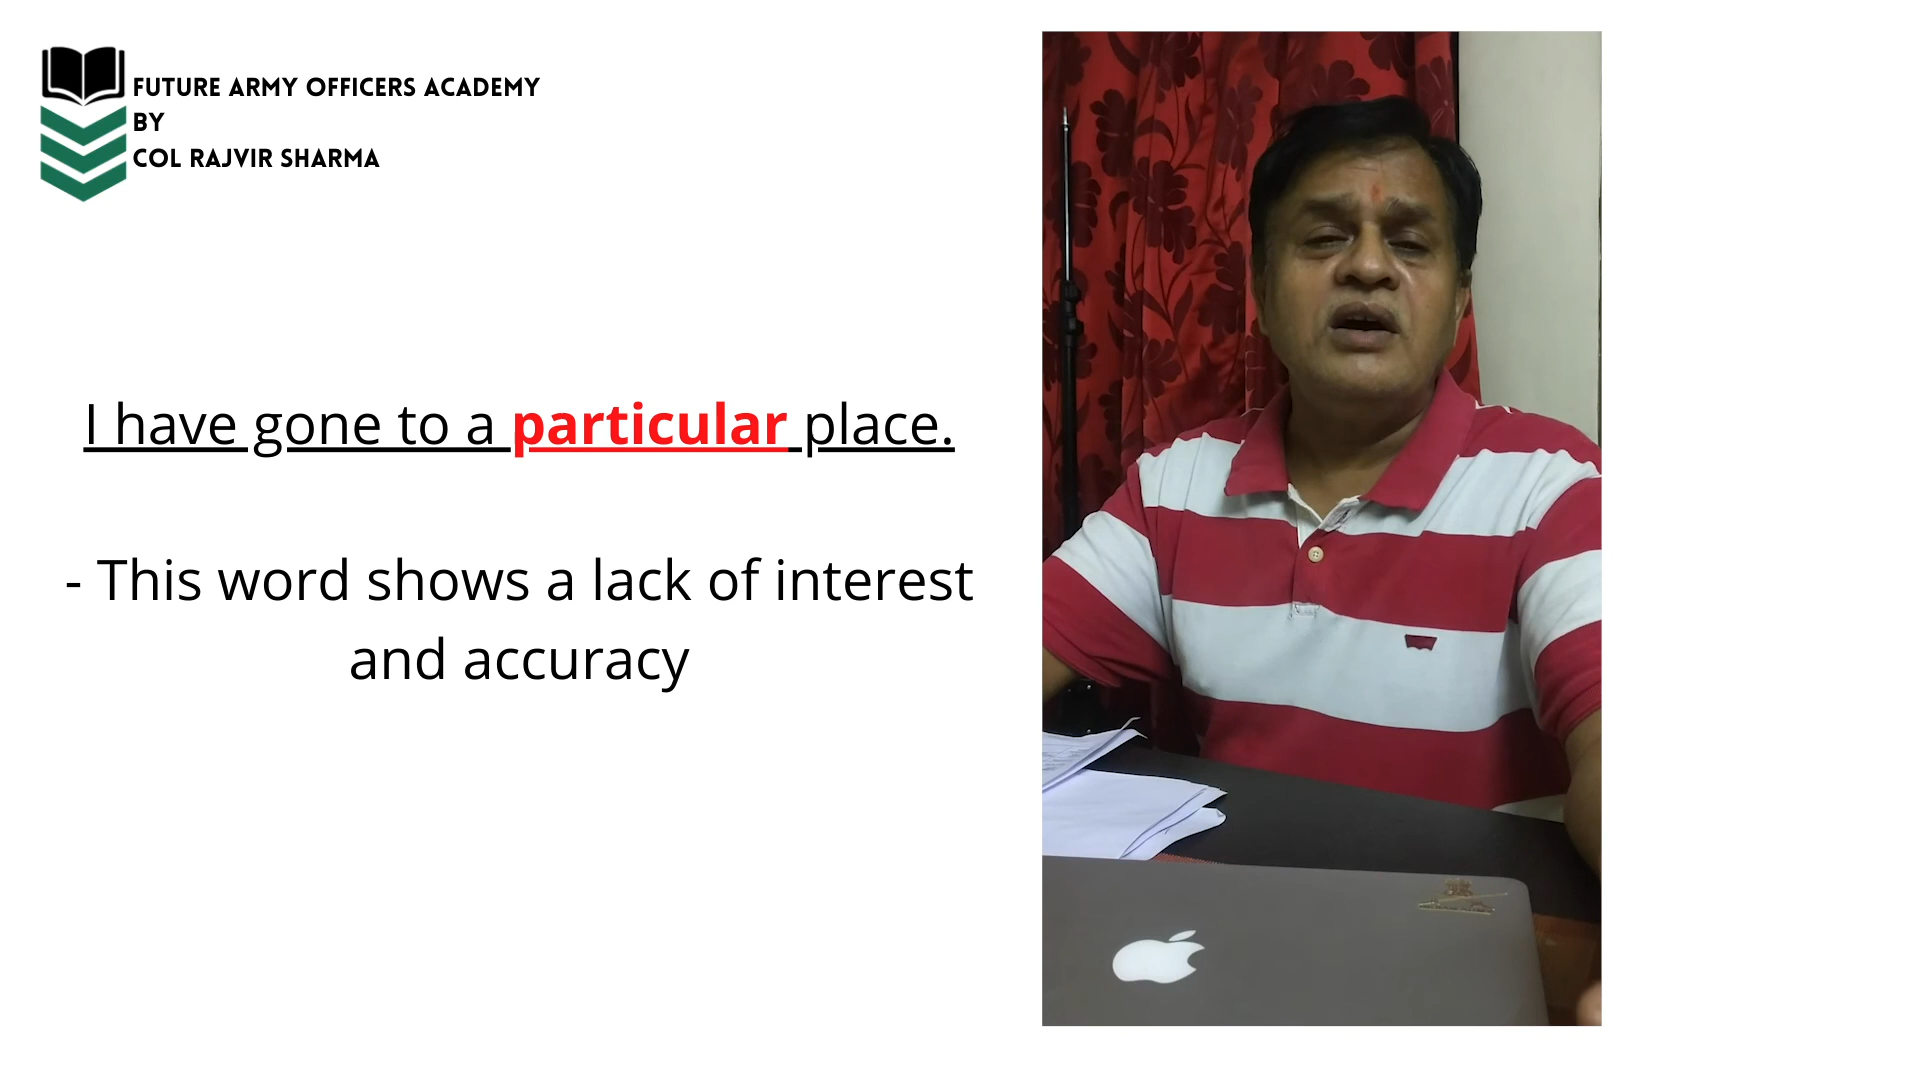 FUTURE ARMY OFFICERS ACADEMY
BY
COL RAJVIR SHARMA
I have gone to a particular place.
- This word shows a lack of interest
and accuracy